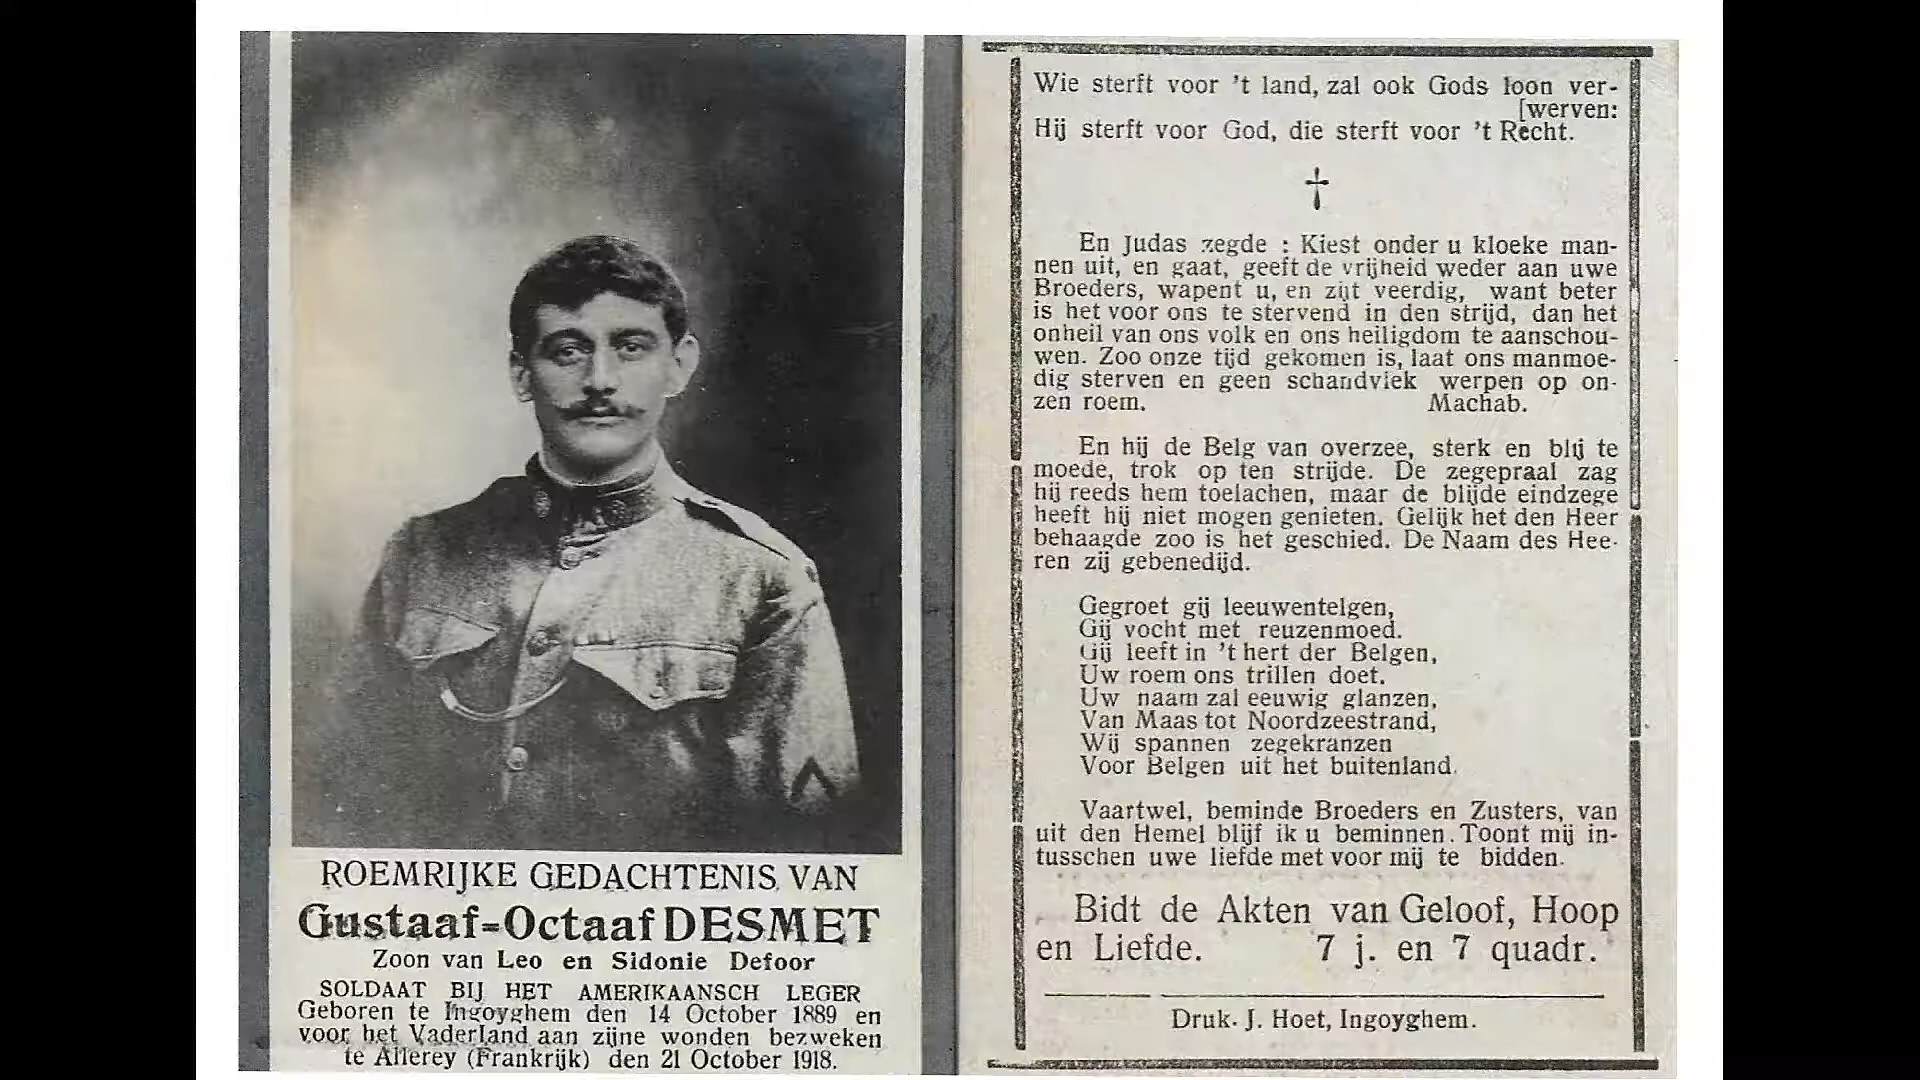 ROEMRIJKE GEDACHTENIS VAN
Gustaaf-Octaaf DESMET
Zoon van Leo en Sidonie Defoor
SOLDAAT BIJ HET AMERIKAANSCH LEGER
Geboren te Ingoyghem den 14 October 1889 en
voor het Vaderland aan zijne wonden bezweken
te Allerey (Frankrijk) den 21 October 1918.
Wie sterft voor 't land, zal ook Gods loon ver-
[werven:
Hij sterft voor God, die sterft voor 't Recht.
†
En Judas zegde : Kiest onder u kloeke man-
nen uit, en gaat, geeft de vrijheid weder aan uwe
Broeders, wapent u, en zijt veerdig, want beter
is het voor ons te stervend in den strijd, dan het
onheil van ons volk en ons heiligdom te aanschou-
wen. Zoo onze tijd gekomen is, laat ons manmoe-
dig sterven en geen schandvlek werpen op on-
zen roem. Machab.
En hij de Belg van overzee, sterk en blij te
moede, trok op ten strijde. De zegepraal zag
hij reeds hem toelachen, maar de blijde eindzege
heeft hij niet mogen genieten. Gelijk het den Heer
behaagde zoo is het geschied. De Naam des Hee-
ren zij gebenedijd.
Gegroet gij leeuwentelgen,
Gij vocht met reuzenmoed.
Gij leeft in 't hert der Belgen,
Uw roem ons trillen doet.
Uw naam zal eeuwig glanzen,
Van Maas tot Noordzeestrand,
Wij spannen zegekranzen
Voor Belgen uit het buitenland.
Vaartwel, beminde Broeders en Zusters, van
uit den Hemel blijf ik u beminnen. Toont mij in-
tusschen uwe liefde met voor mij te bidden.
Bidt de Akten van Geloof, Hoop
en Liefde. 7 j. en 7 quadr.
Druk. J. Hoet, Ingoyghem.